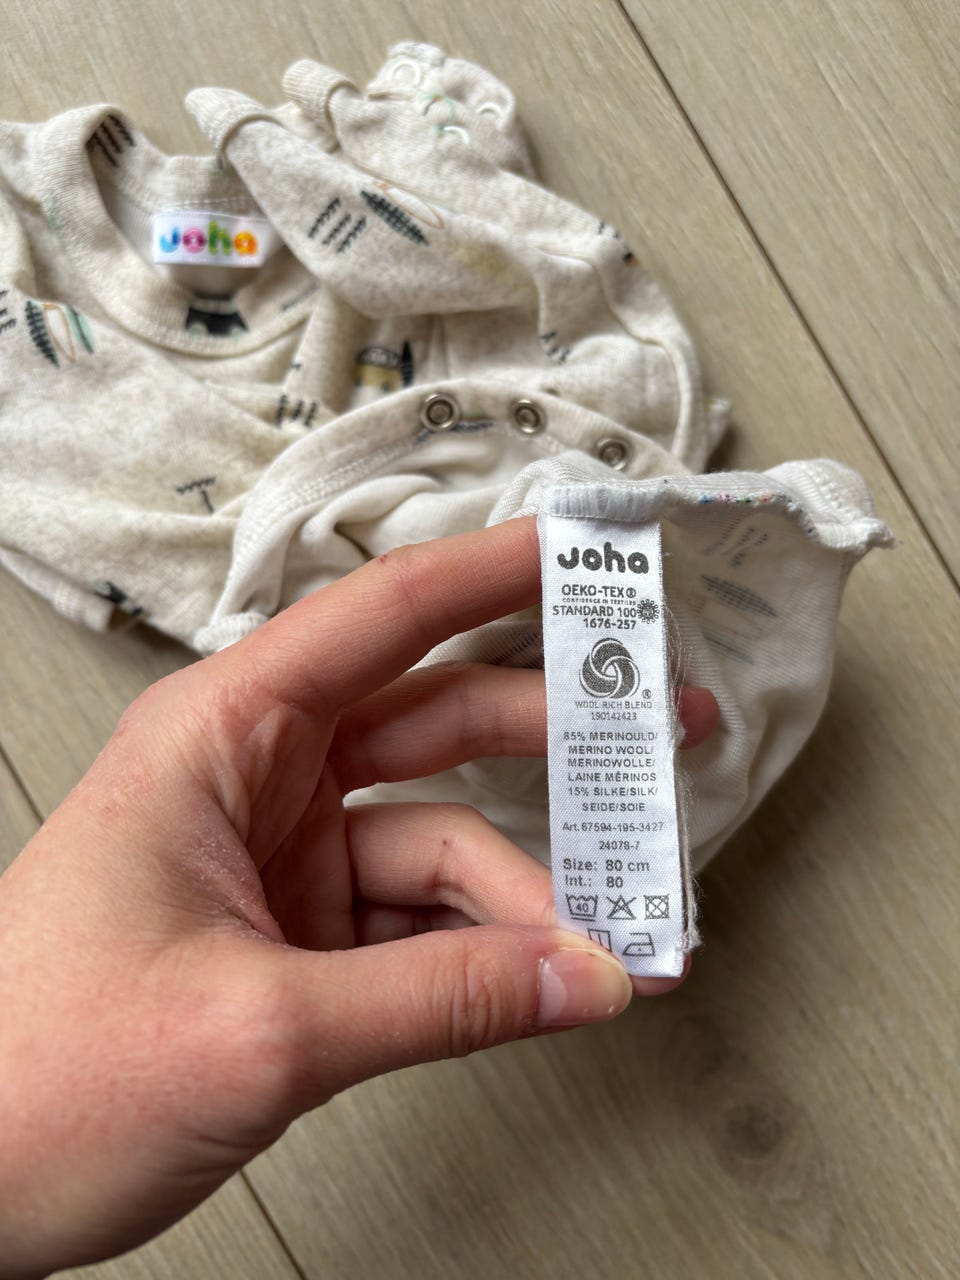 Joha
Joha
OEKO-TEX®
CONFIDENCE IN TEXTILES
STANDARD 100
1676-257
®
WOOL RICH BLEND
190142423
85% MERINOULD/
MERINO WOOL/
MERINOWOLLE/
LAINE MÉRINOS
15% SILKE/SILK/
SEIDE/SOIE
Art.67594-195-3427
24078-7
Size: 80 cm
Int.: 80
40